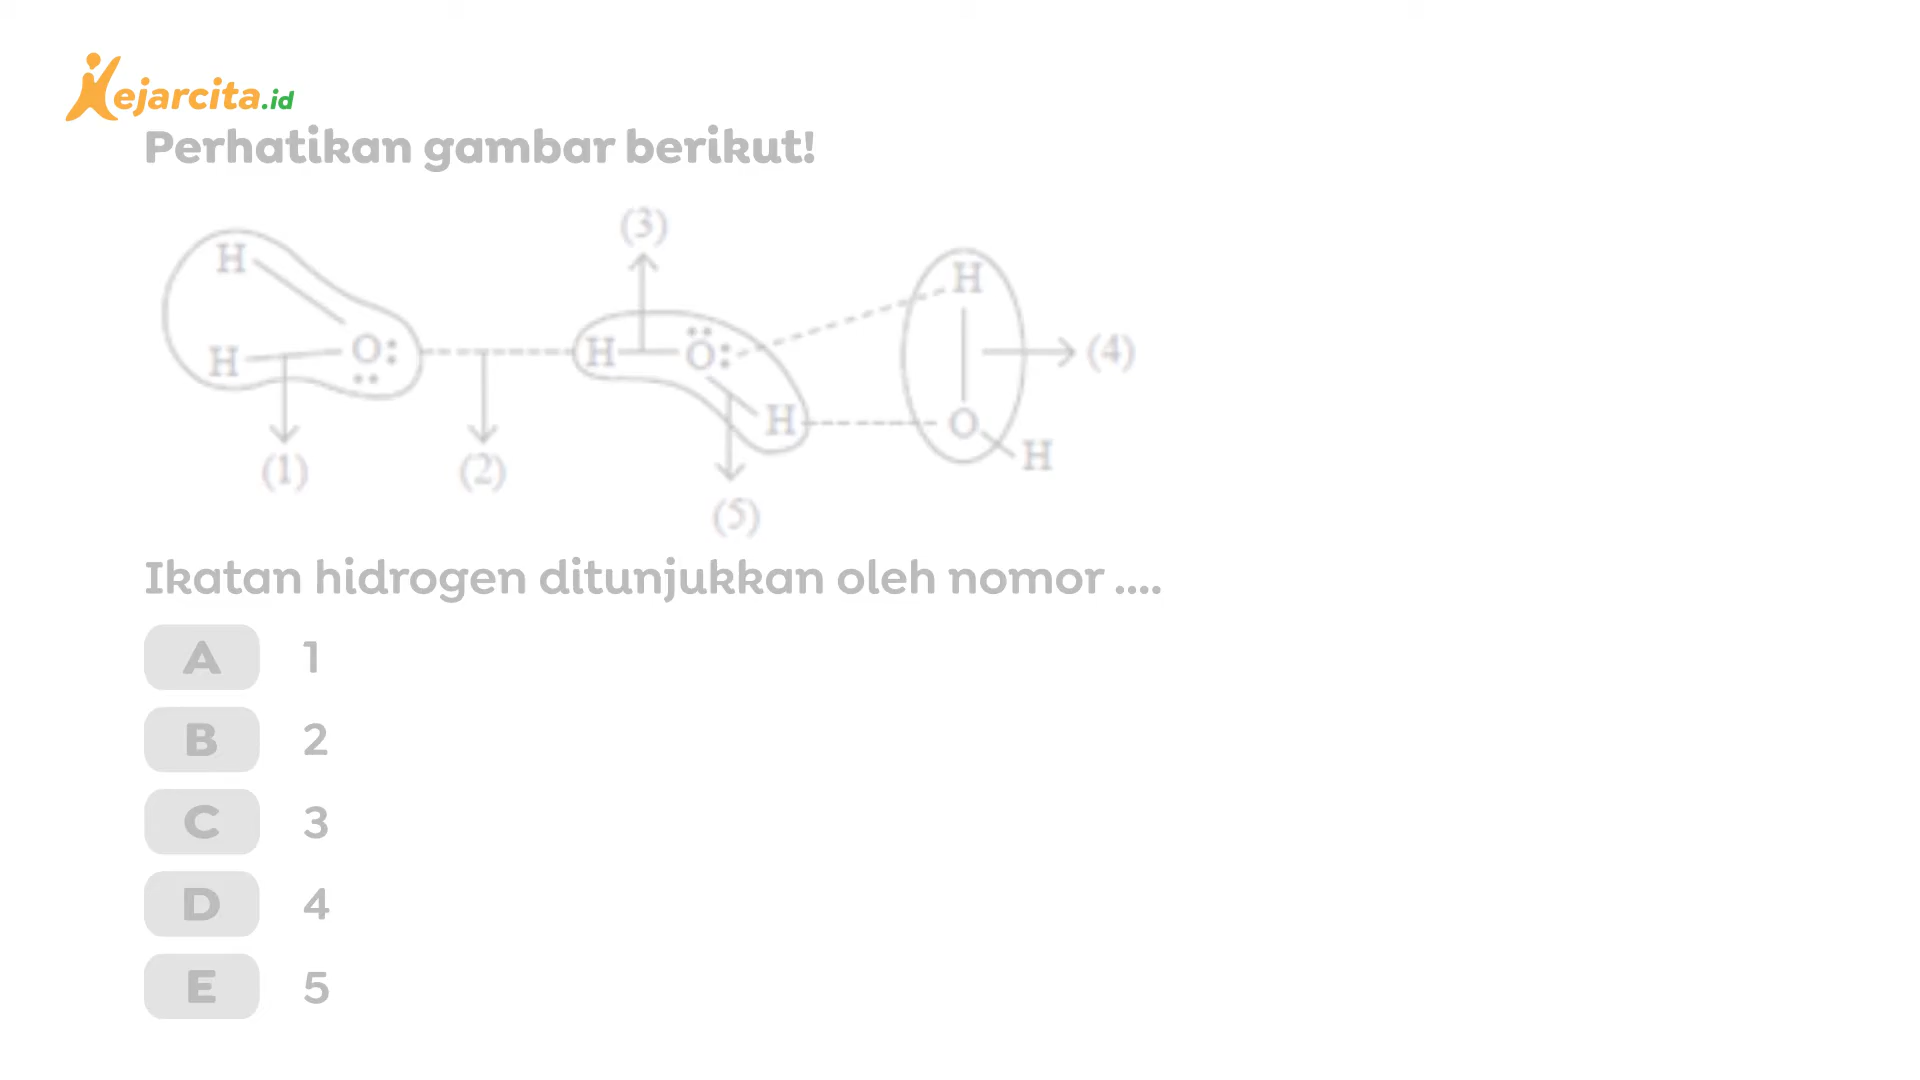 Kejarcita.id
Perhatikan gambar berikut!
(3)
H
H
H
O:
H
O:
(4)
H
O
H
(1)
(2)
(5)
Ikatan hidrogen ditunjukkan oleh nomor ....
A 1
B 2
C 3
D 4
E 5